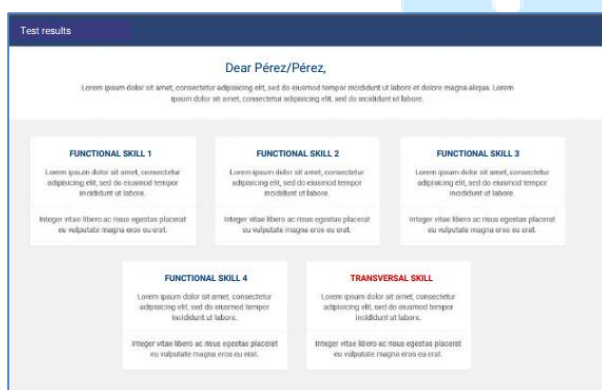 Test results
Dear Pérez/Pérez,
Lorem ipsum dolor sit amet, consectetur adipisicing elit, sed do eiusmod tempor incididunt ut labore et dolore magna aliqua. Lorem
ipsum dolor sit amet, consectetur adipisicing elit, sed do incididunt ut labore.
FUNCTIONAL SKILL 1
Lorem ipsum dolor sit amet, consectetur
adipisicing elit, sed do eiusmod tempor
incididunt ut labore.
Integer vitae libero ac risus egestas placerat
eu vulputate magna eros eu erat.
FUNCTIONAL SKILL 2
Lorem ipsum dolor sit amet, consectetur
adipisicing elit, sed do eiusmod tempor
incididunt ut labore.
Integer vitae libero ac risus egestas placerat
eu vulputate magna eros eu erat.
FUNCTIONAL SKILL 3
Lorem ipsum dolor sit amet, consectetur
adipisicing elit, sed do eiusmod tempor
incididunt ut labore.
Integer vitae libero ac risus egestas placerat
eu vulputate magna eros eu erat.
FUNCTIONAL SKILL 4
Lorem ipsum dolor sit amet, consectetur
adipisicing elit, sed do eiusmod tempor
incididunt ut labore.
Integer vitae libero ac risus egestas placerat
eu vulputate magna eros eu erat.
TRANSVERSAL SKILL
Lorem ipsum dolor sit amet, consectetur
adipisicing elit, sed do eiusmod tempor
incididunt ut labore.
Integer vitae libero ac risus egestas placerat
eu vulputate magna eros eu erat.